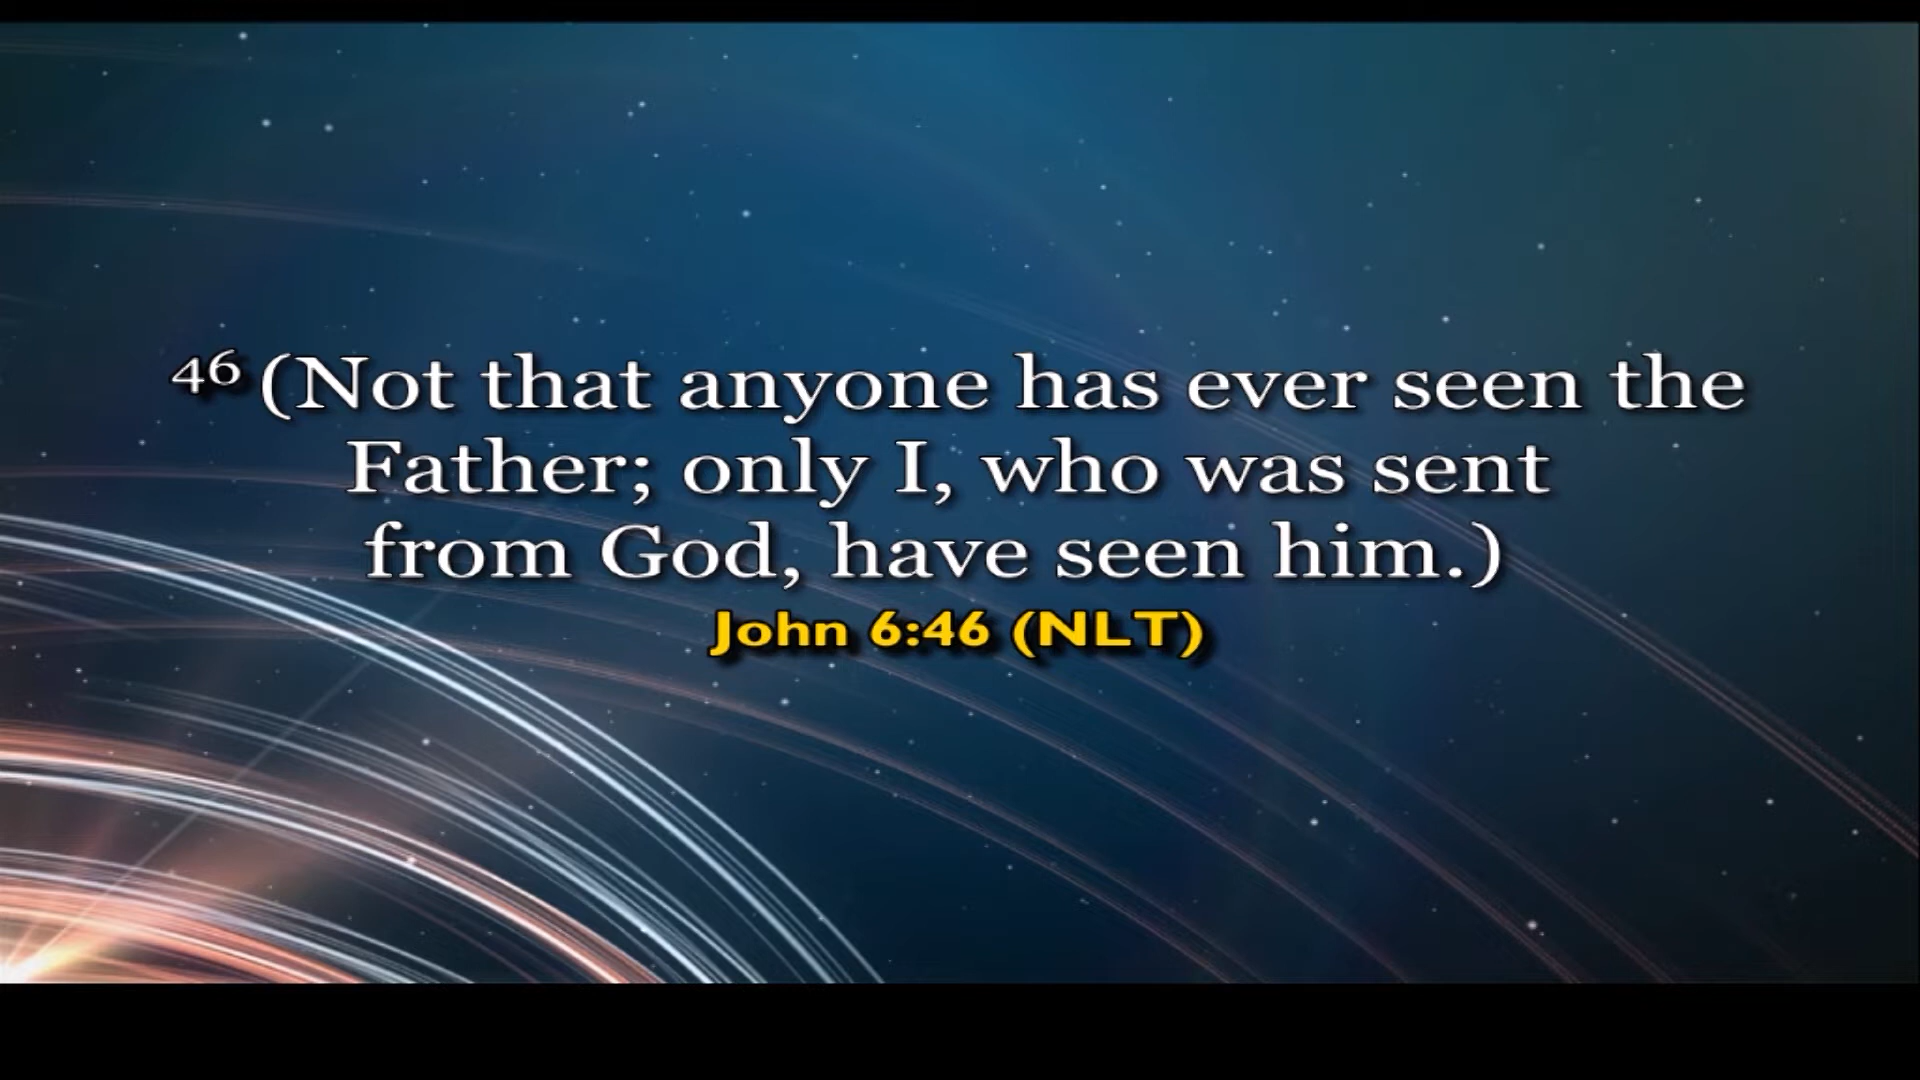 46 (Not that anyone has ever seen the
Father; only I, who was sent
from God, have seen him.)
John 6:46 (NLT)